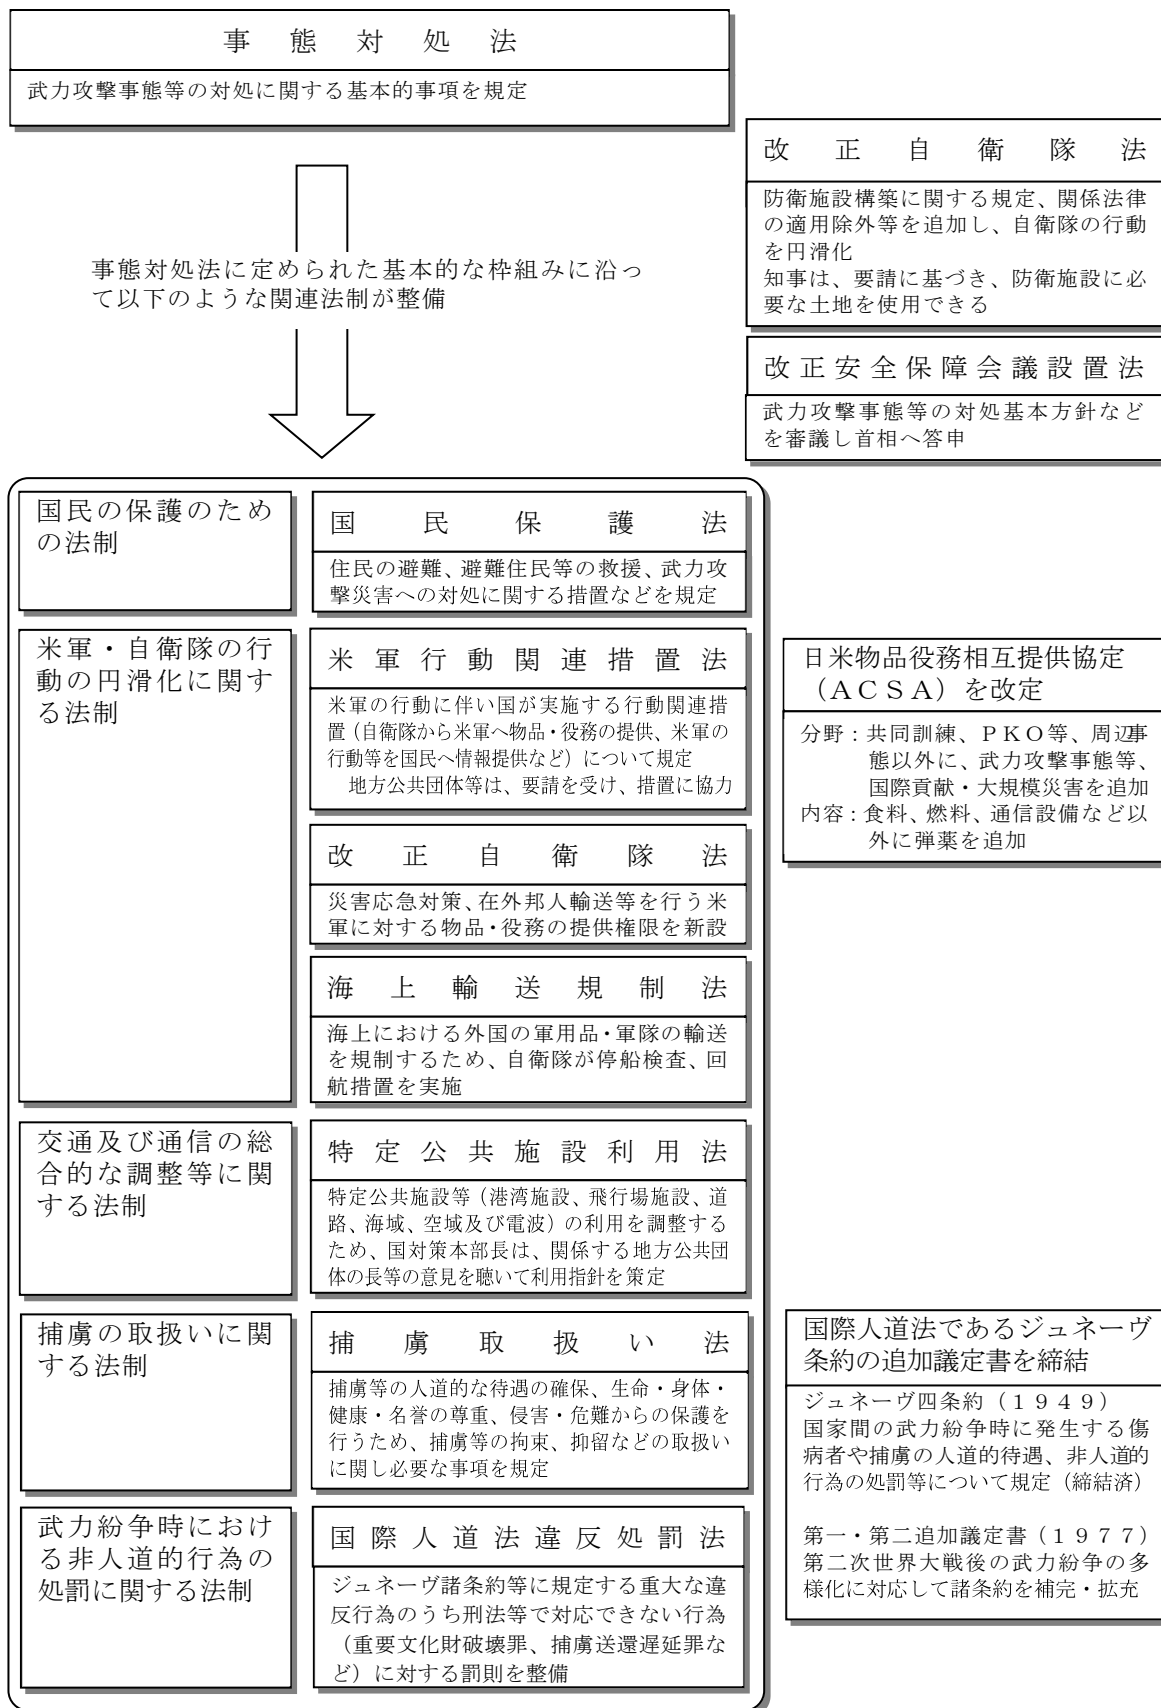 事態対処法
武力攻撃事態等の対処に関する基本的事項を規定
改正自衛隊法
防衛施設構築に関する規定、関係法律
の適用除外等を追加し、自衛隊の行動
を円滑化
知事は、要請に基づき、防衛施設に必
要な土地を使用できる
事態対処法に定められた基本的な枠組みに沿っ
て以下のような関連法制が整備
改正安全保障会議設置法
武力攻撃事態等の対処基本方針など
を審議し首相へ答申
国民の保護のため
の法制
国民保護法
住民の避難、避難住民等の救援、武力攻
撃災害への対処に関する措置などを規定
米軍・自衛隊の行
動の円滑化に関す
る法制
米軍行動関連措置法
米軍の行動に伴い国が実施する行動関連措
置（自衛隊から米軍へ物品・役務の提供、米軍の
行動等を国民へ情報提供など）について規定
地方公共団体等は、要請を受け、措置に協力
日米物品役務相互提供協定
（ＡＣＳＡ）を改定
分野：共同訓練、ＰＫＯ等、周辺事
態以外に、武力攻撃事態等、
国際貢献・大規模災害を追加
内容：食料、燃料、通信設備など以
外に弾薬を追加
改正自衛隊法
災害応急対策、在外邦人輸送等を行う米
軍に対する物品・役務の提供権限を新設
海上輸送規制法
海上における外国の軍用品・軍隊の輸送
を規制するため、自衛隊が停船検査、回
航措置を実施
交通及び通信の総
合的な調整等に関
する法制
特定公共施設利用法
特定公共施設等（港湾施設、飛行場施設、道
路、海域、空域及び電波）の利用を調整する
ため、国対策本部長は、関係する地方公共団
体の長等の意見を聴いて利用指針を策定
捕虜の取扱いに関
する法制
捕虜取扱い法
捕虜等の人道的な待遇の確保、生命・身体・
健康・名誉の尊重、侵害・危難からの保護を
行うため、捕虜等の拘束、抑留などの取扱い
に関し必要な事項を規定
国際人道法であるジュネーヴ
条約の追加議定書を締結
ジュネーヴ四条約（１９４９）
国家間の武力紛争時に発生する傷
病者や捕虜の人道的待遇、非人道的
行為の処罰等について規定（締結済）
第一・第二追加議定書（１９７７）
第二次世界大戦後の武力紛争の多
様化に対応して諸条約を補完・拡充
武力紛争時におけ
る非人道的行為の
処罰に関する法制
国際人道法違反処罰法
ジュネーヴ諸条約等に規定する重大な違
反行為のうち刑法等で対応できない行為
（重要文化財破壊罪、捕虜送還遅延罪な
ど）に対する罰則を整備